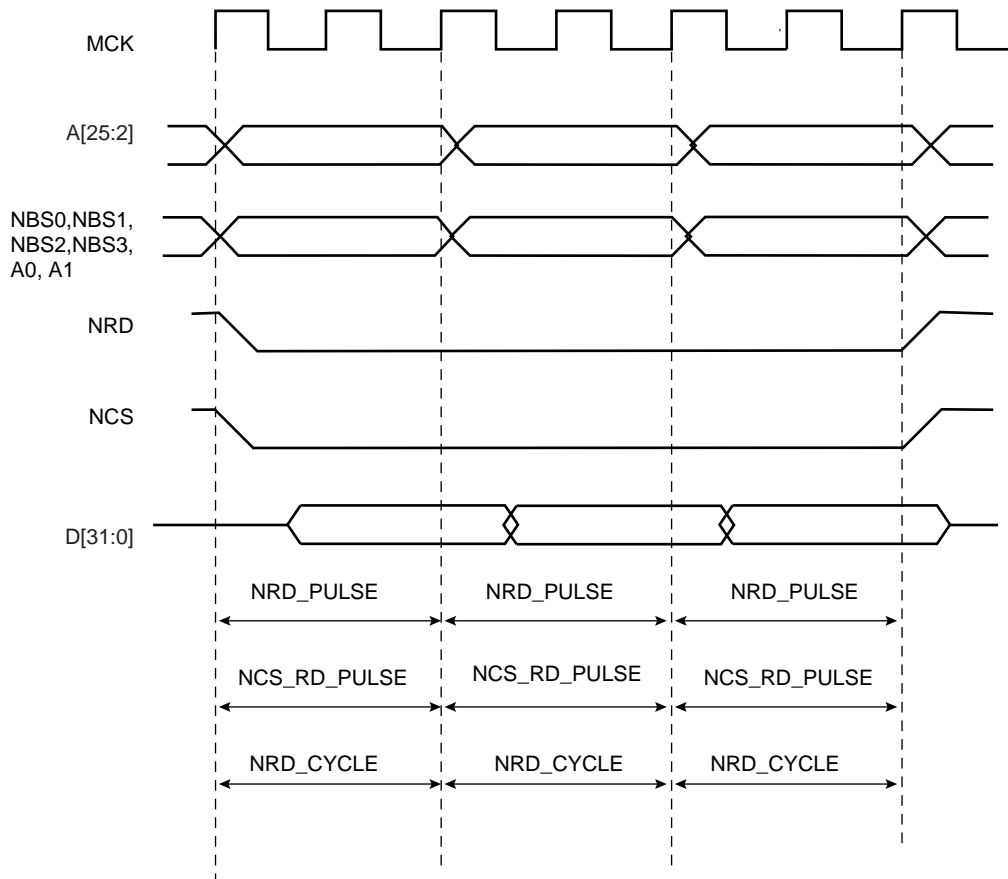 MCK
A[25:2]
NBS0,NBS1,
NBS2,NBS3,
A0, A1
NRD
NCS
D[31:0]
NRD_PULSE NRD_PULSE NRD_PULSE
NCS_RD_PULSE NCS_RD_PULSE NCS_RD_PULSE
NRD_CYCLE NRD_CYCLE NRD_CYCLE